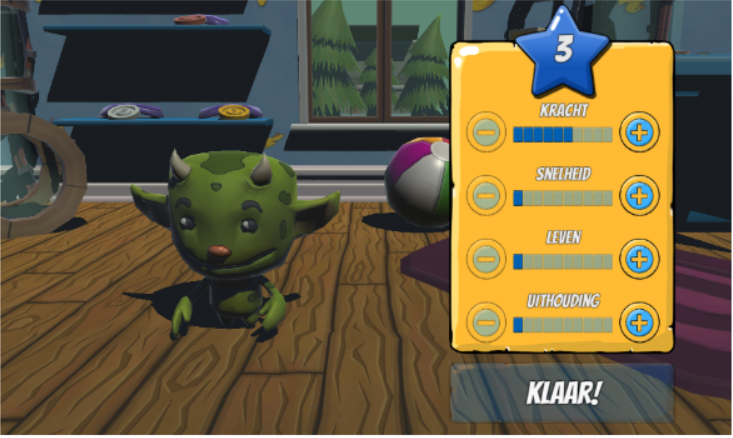 3
KRACHT
SNELHEID
LEVEN
UITHOUDING
KLAAR!